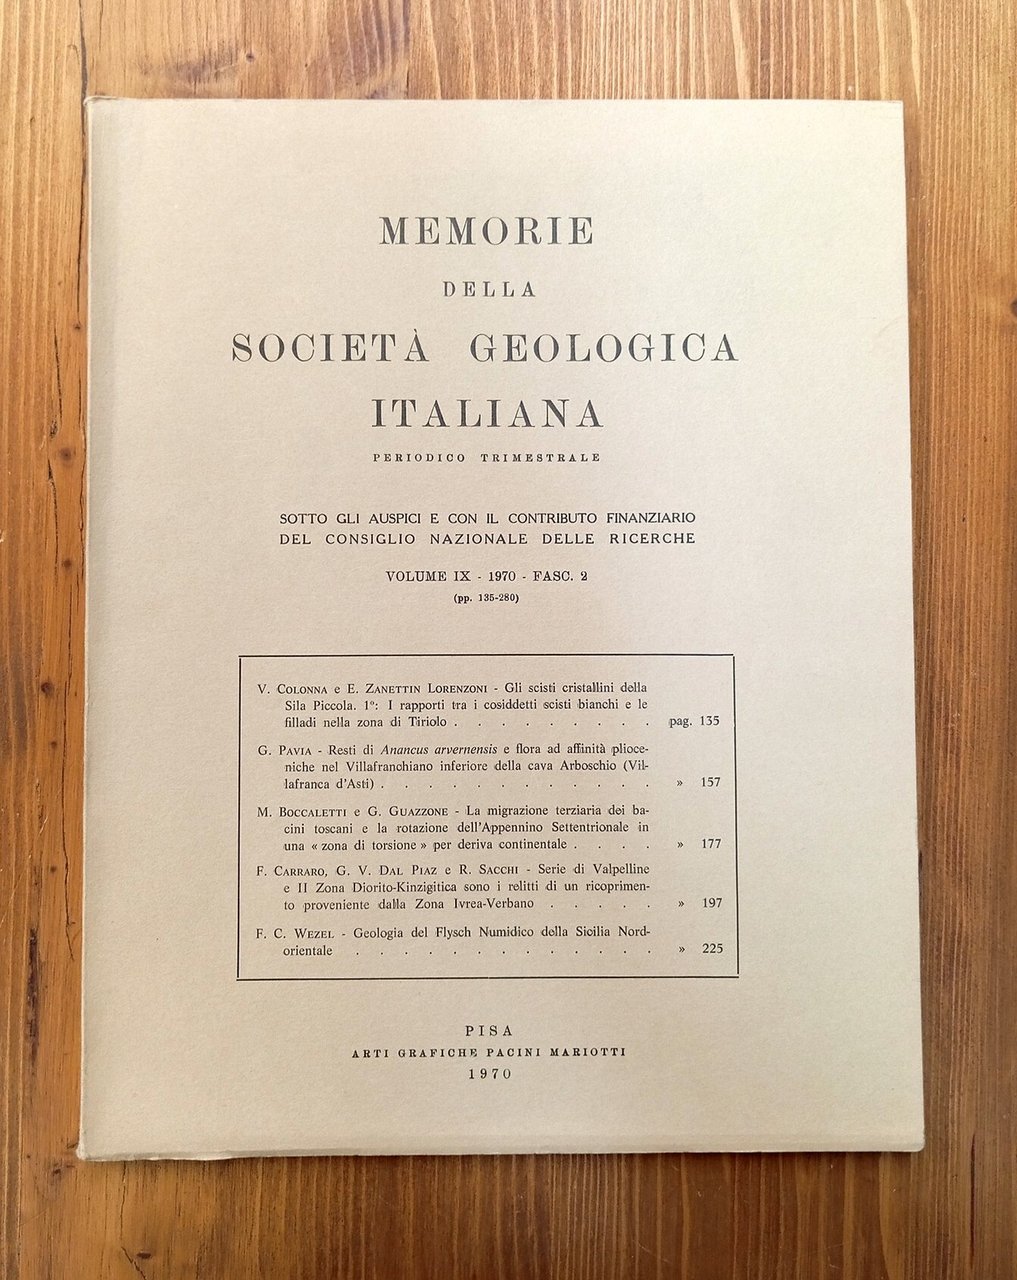 MEMORIE
DELLA
SOCIETÀ GEOLOGICA
ITALIANA
PERIODICO TRIMESTRALE
SOTTO GLI AUSPICI E CON IL CONTRIBUTO FINANZIARIO
DEL CONSIGLIO NAZIONALE DELLE RICERCHE
VOLUME IX - 1970 - FASC. 2
(pp. 135-280)
V. COLONNA e E. ZANETTIN LORENZONI - Gli scisti cristallini della
Sila Piccola. 1°: I rapporti tra i cosiddetti scisti bianchi e le
filladi nella zona di Tiriolo . . . . . . . . . pag. 135
G. PAVIA - Resti di Anancus arvernensis e flora ad affinità plioce-
niche nel Villafranchiano inferiore della cava Arboschio (Vil-
lafranca d'Asti) . . . . . . . . . . . . » 157
M. BOCCALETTI e G. GUAZZONE - La migrazione terziaria dei ba-
cini toscani e la rotazione dell'Appennino Settentrionale in
una « zona di torsione » per deriva continentale . . . . » 177
F. CARRARO, G. V. DAL PIAZ e R. SACCHI - Serie di Valpelline
e II Zona Diorito-Kinzigitica sono i relitti di un ricoprimen-
to proveniente dalla Zona Ivrea-Verbano . . . . . » 197
F. C. WEZEL - Geologia del Flysch Numidico della Sicilia Nord-
orientale . . . . . . . . . . . . . » 225
PISA
ARTI GRAFICHE PACINI MARIOTTI
1970